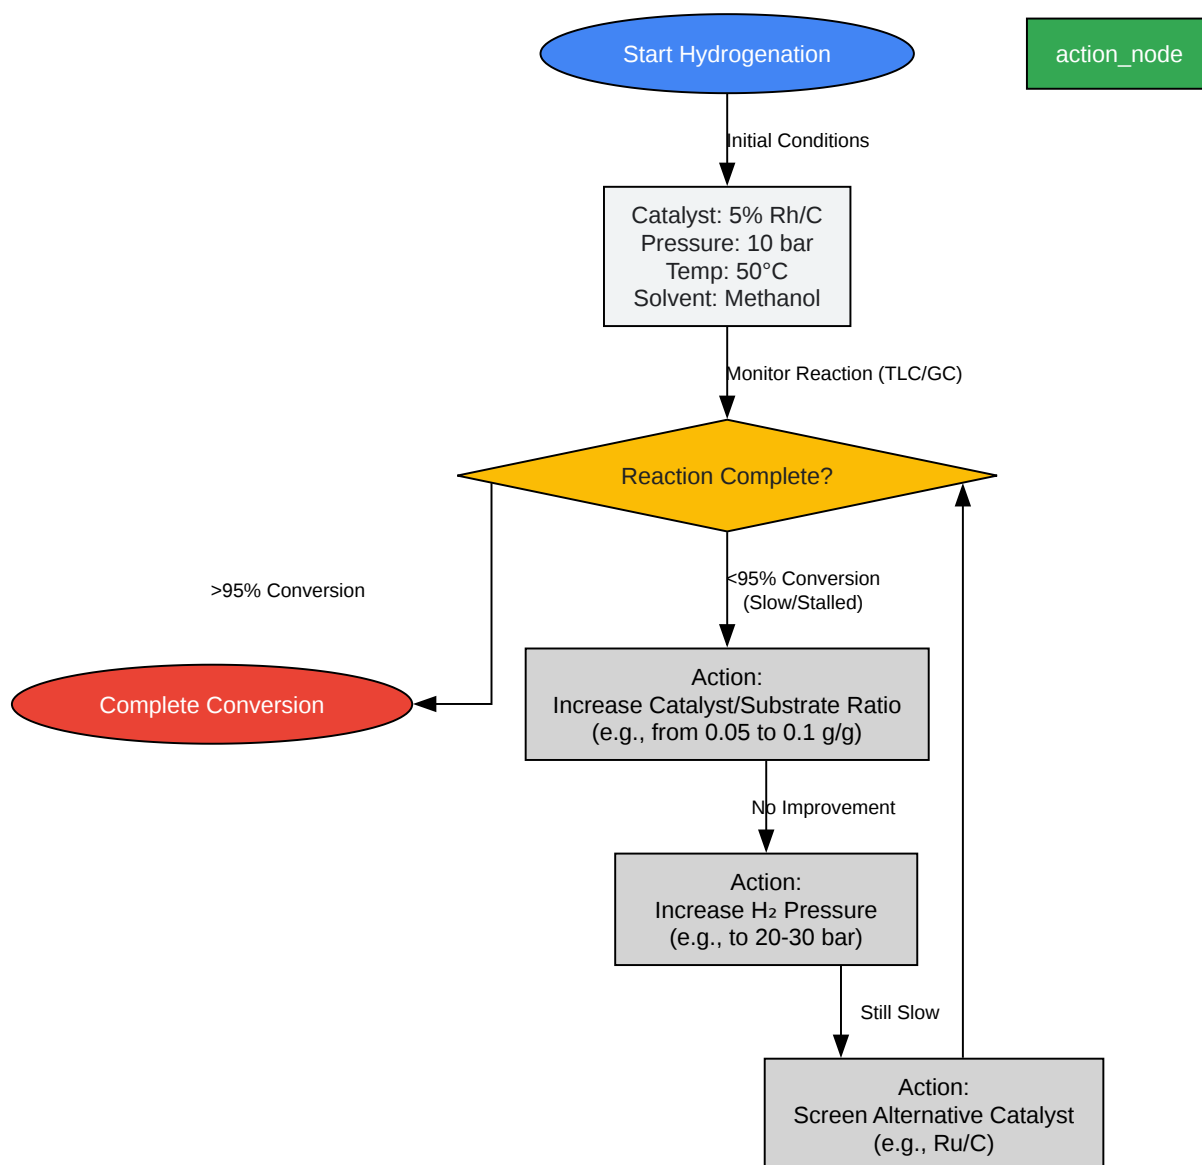 Start Hydrogenation
action_node
Initial Conditions
Catalyst: 5% Rh/C
Pressure: 10 bar
Temp: 50°C
Solvent: Methanol
Monitor Reaction (TLC/GC)
Reaction Complete?
>95% Conversion
<95% Conversion
(Slow/Stalled)
Complete Conversion
Action:
Increase Catalyst/Substrate Ratio
(e.g., from 0.05 to 0.1 g/g)
No Improvement
Action:
Increase H₂ Pressure
(e.g., to 20-30 bar)
Still Slow
Action:
Screen Alternative Catalyst
(e.g., Ru/C)